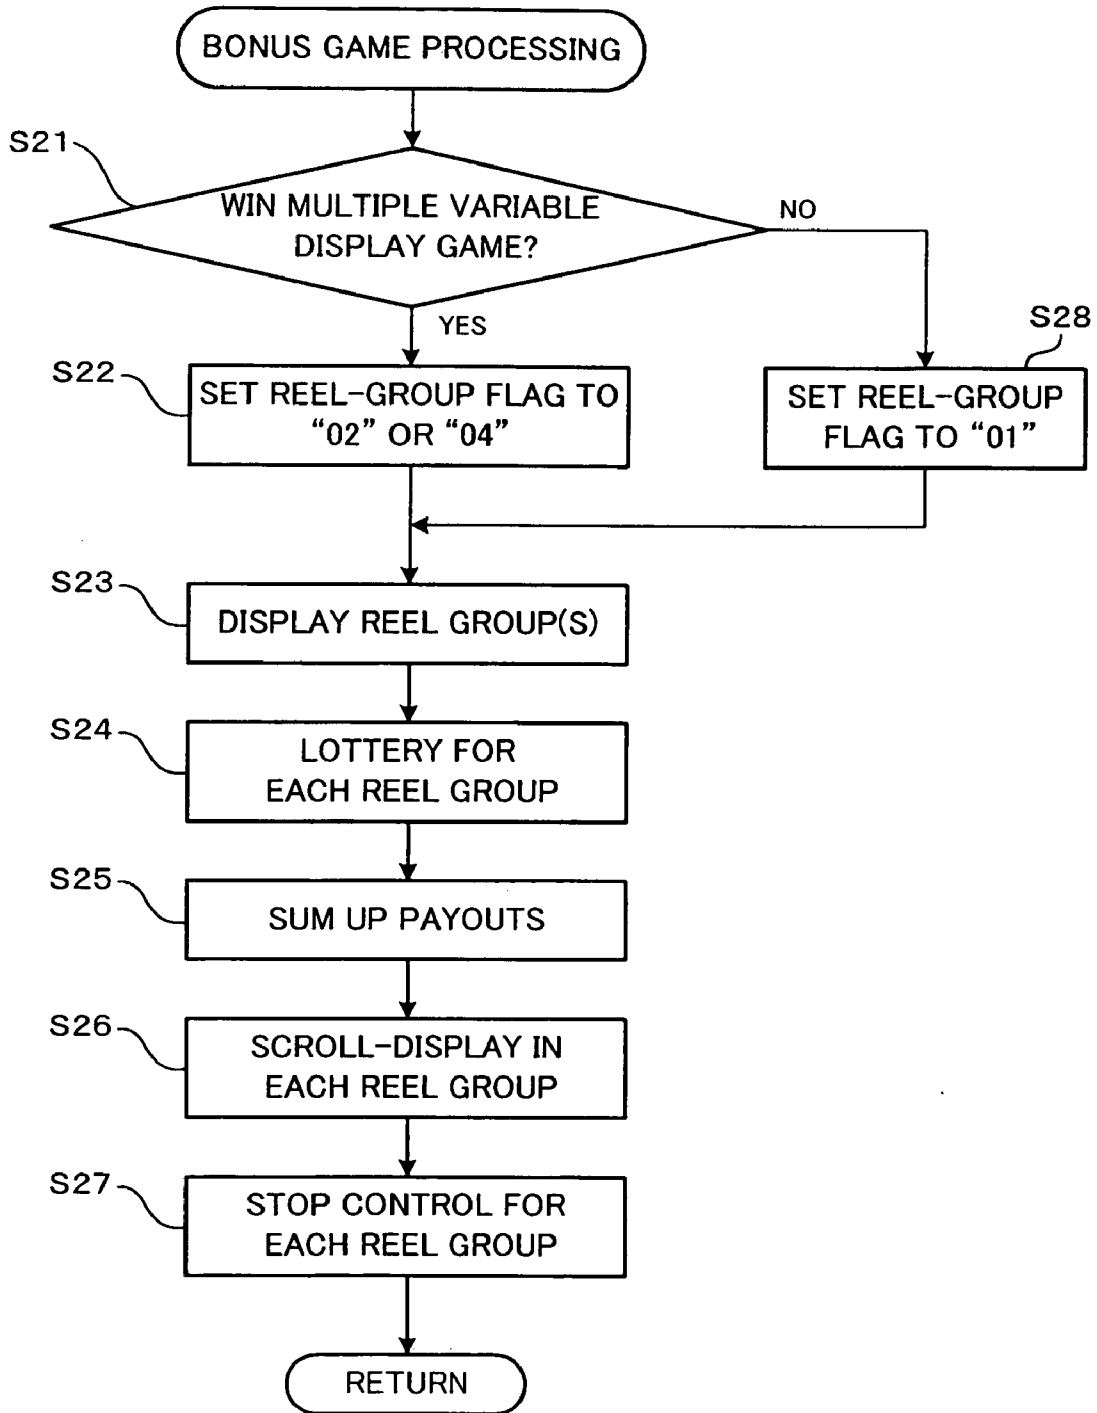 BONUS GAME PROCESSING
S21
WIN MULTIPLE VARIABLE
DISPLAY GAME?
NO
YES
S28
S22
SET REEL-GROUP FLAG TO
“02” OR “04”
SET REEL-GROUP
FLAG TO “01”
S23
DISPLAY REEL GROUP(S)
S24
LOTTERY FOR
EACH REEL GROUP
S25
SUM UP PAYOUTS
S26
SCROLL-DISPLAY IN
EACH REEL GROUP
S27
STOP CONTROL FOR
EACH REEL GROUP
RETURN